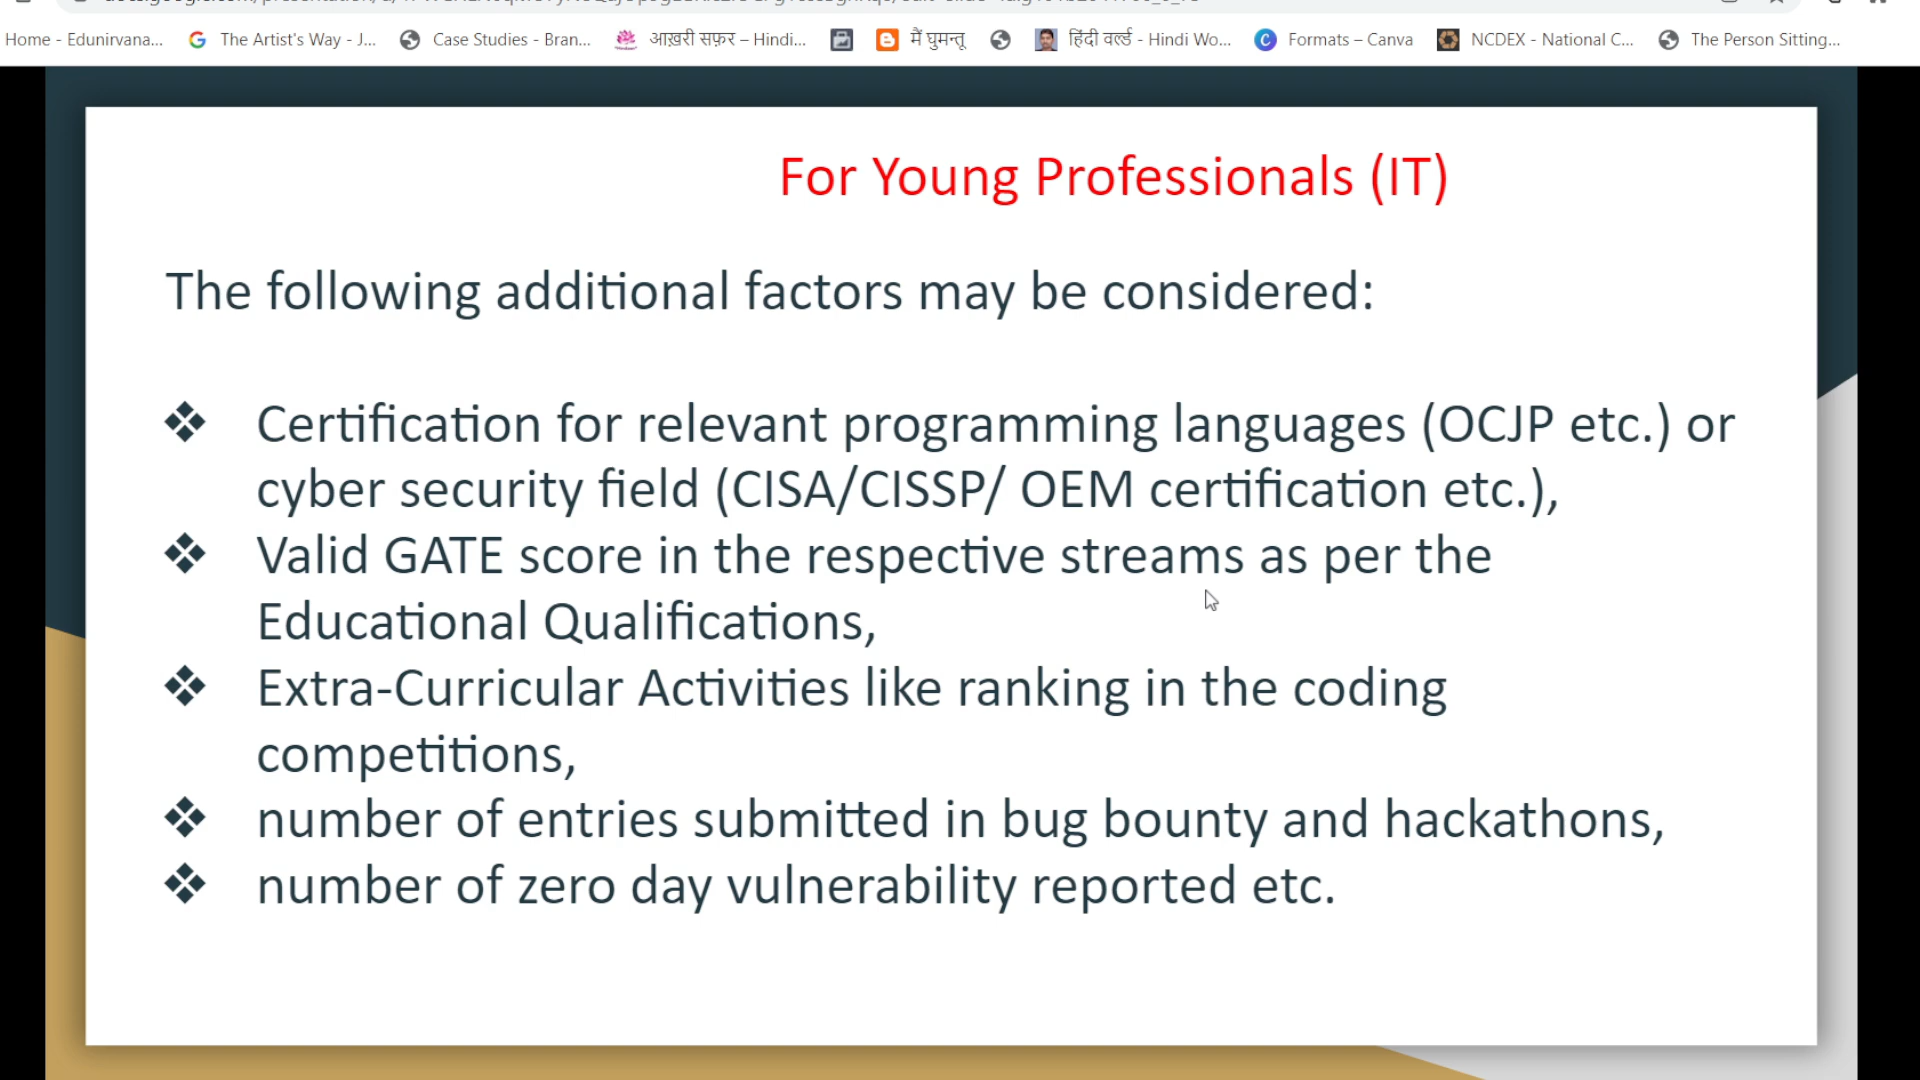 Home - Edunirvana... The Artist's Way - J... Case Studies - Bran... आख़री सफ़र – Hindi... मैं घुमन्तू हिंदी वर्ल्ड - Hindi Wo... Formats – Canva NCDEX - National C... The Person Sitting...
For Young Professionals (IT)
The following additional factors may be considered:
❖ Certification for relevant programming languages (OCJP etc.) or
cyber security field (CISA/CISSP/ OEM certification etc.),
❖ Valid GATE score in the respective streams as per the
Educational Qualifications,
❖ Extra-Curricular Activities like ranking in the coding
competitions,
❖ number of entries submitted in bug bounty and hackathons,
❖ number of zero day vulnerability reported etc.